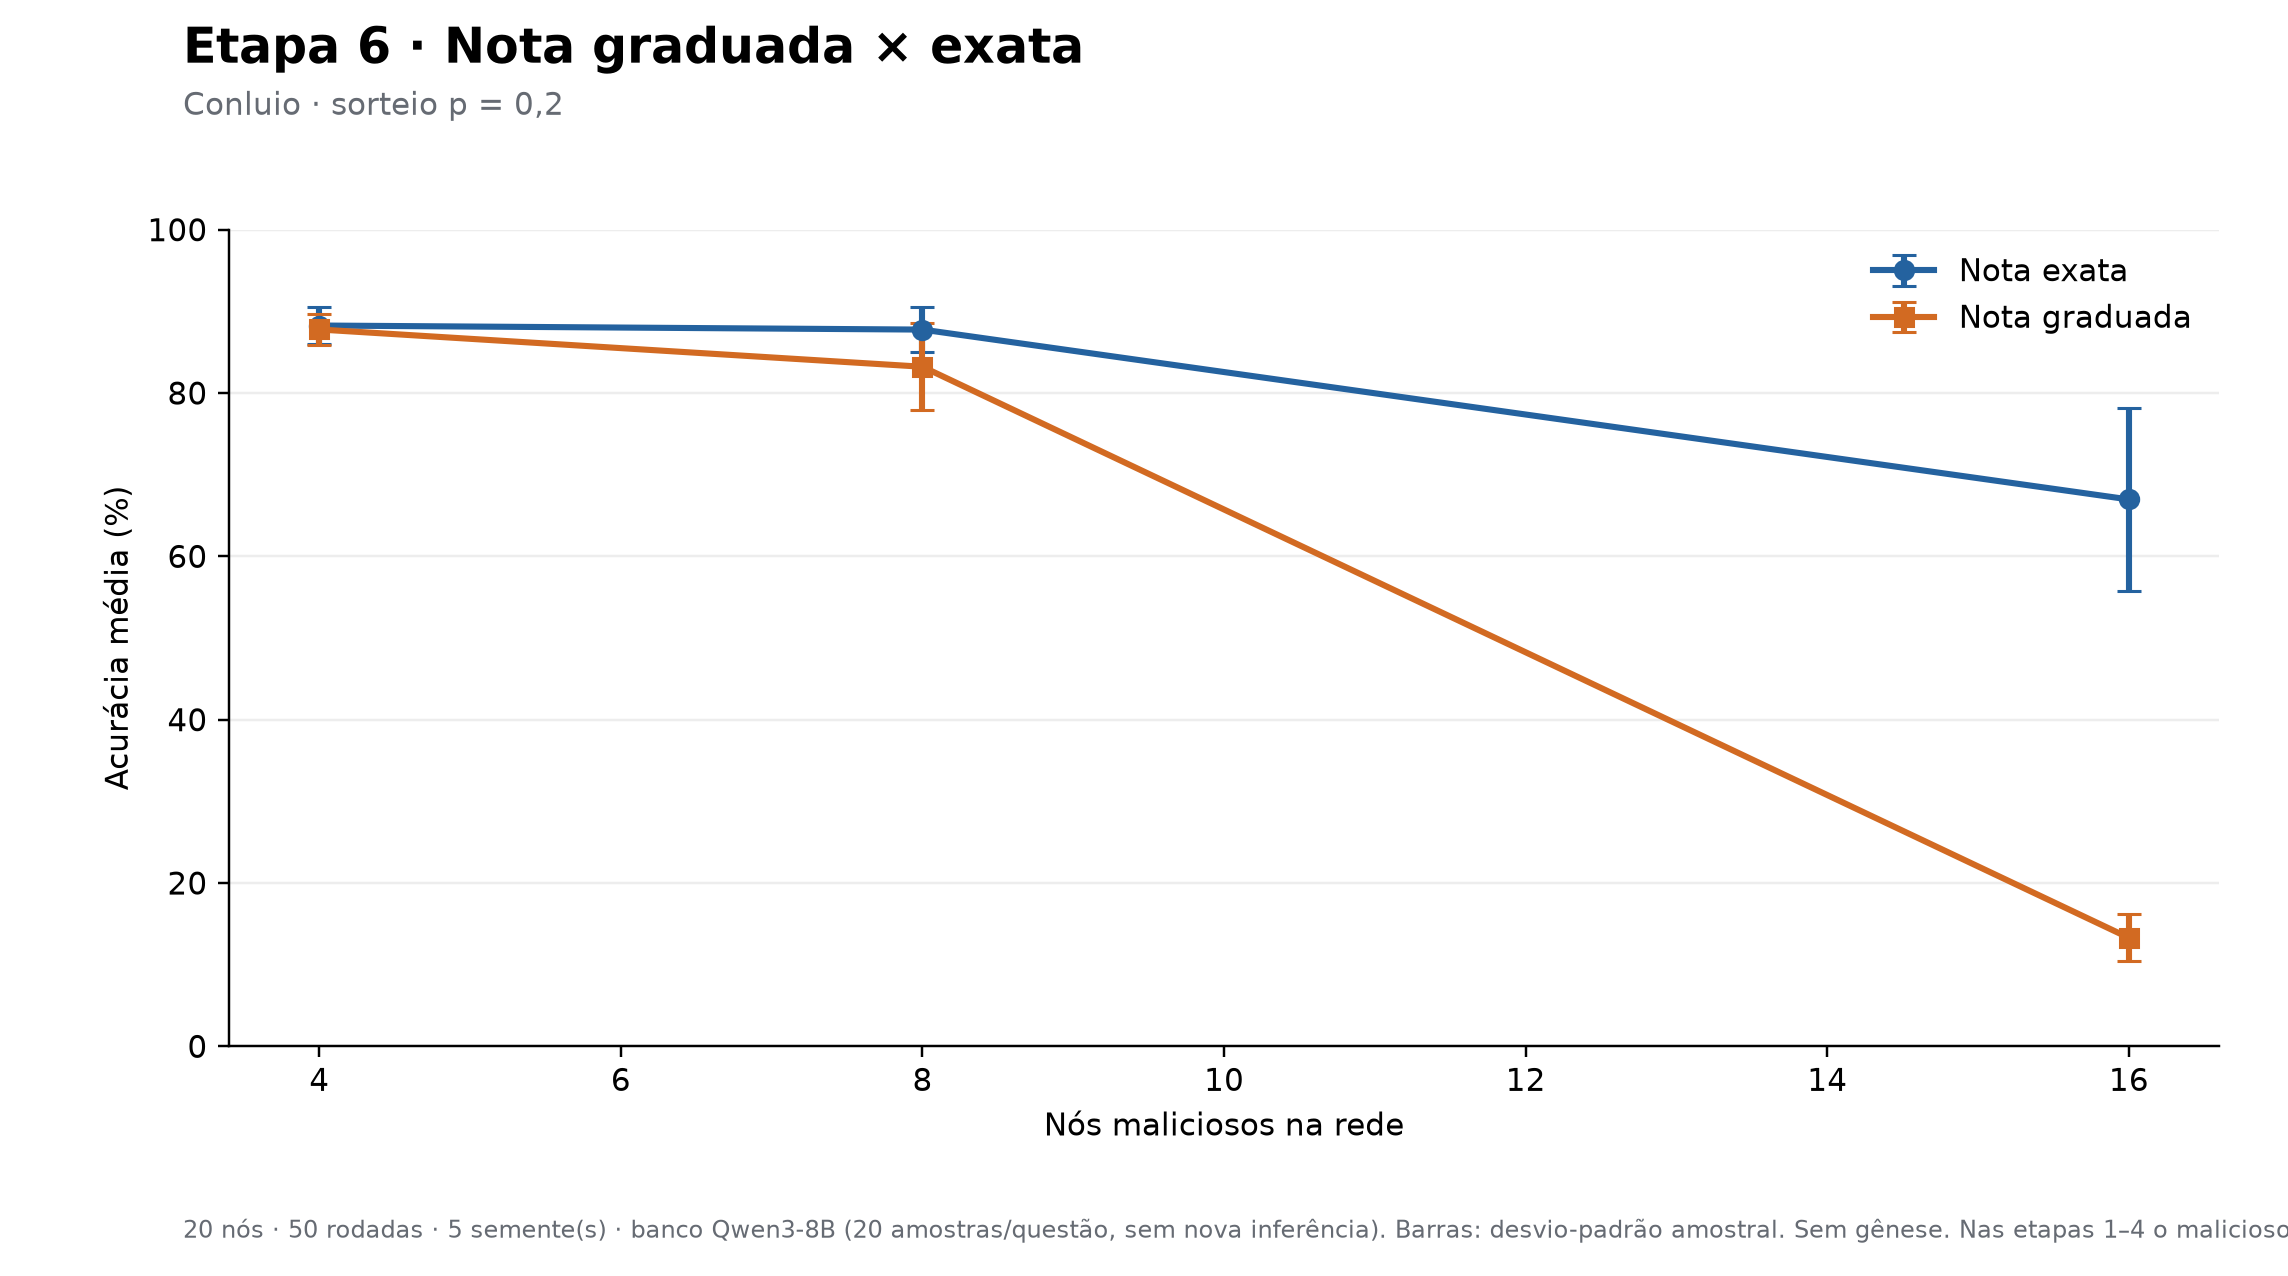 Etapa 6 · Nota graduada × exata
Conluio · sorteio p = 0,2
100
80
60
40
20
0
Acurácia média (%)
Nota exata
Nota graduada
4 6 8 10 12 14 16
Nós maliciosos na rede
20 nós · 50 rodadas · 5 semente(s) · banco Qwen3-8B (20 amostras/questão, sem nova inferência). Barras: desvio-padrão amostral. Sem gênese. Nas etapas 1–4 o malicioso